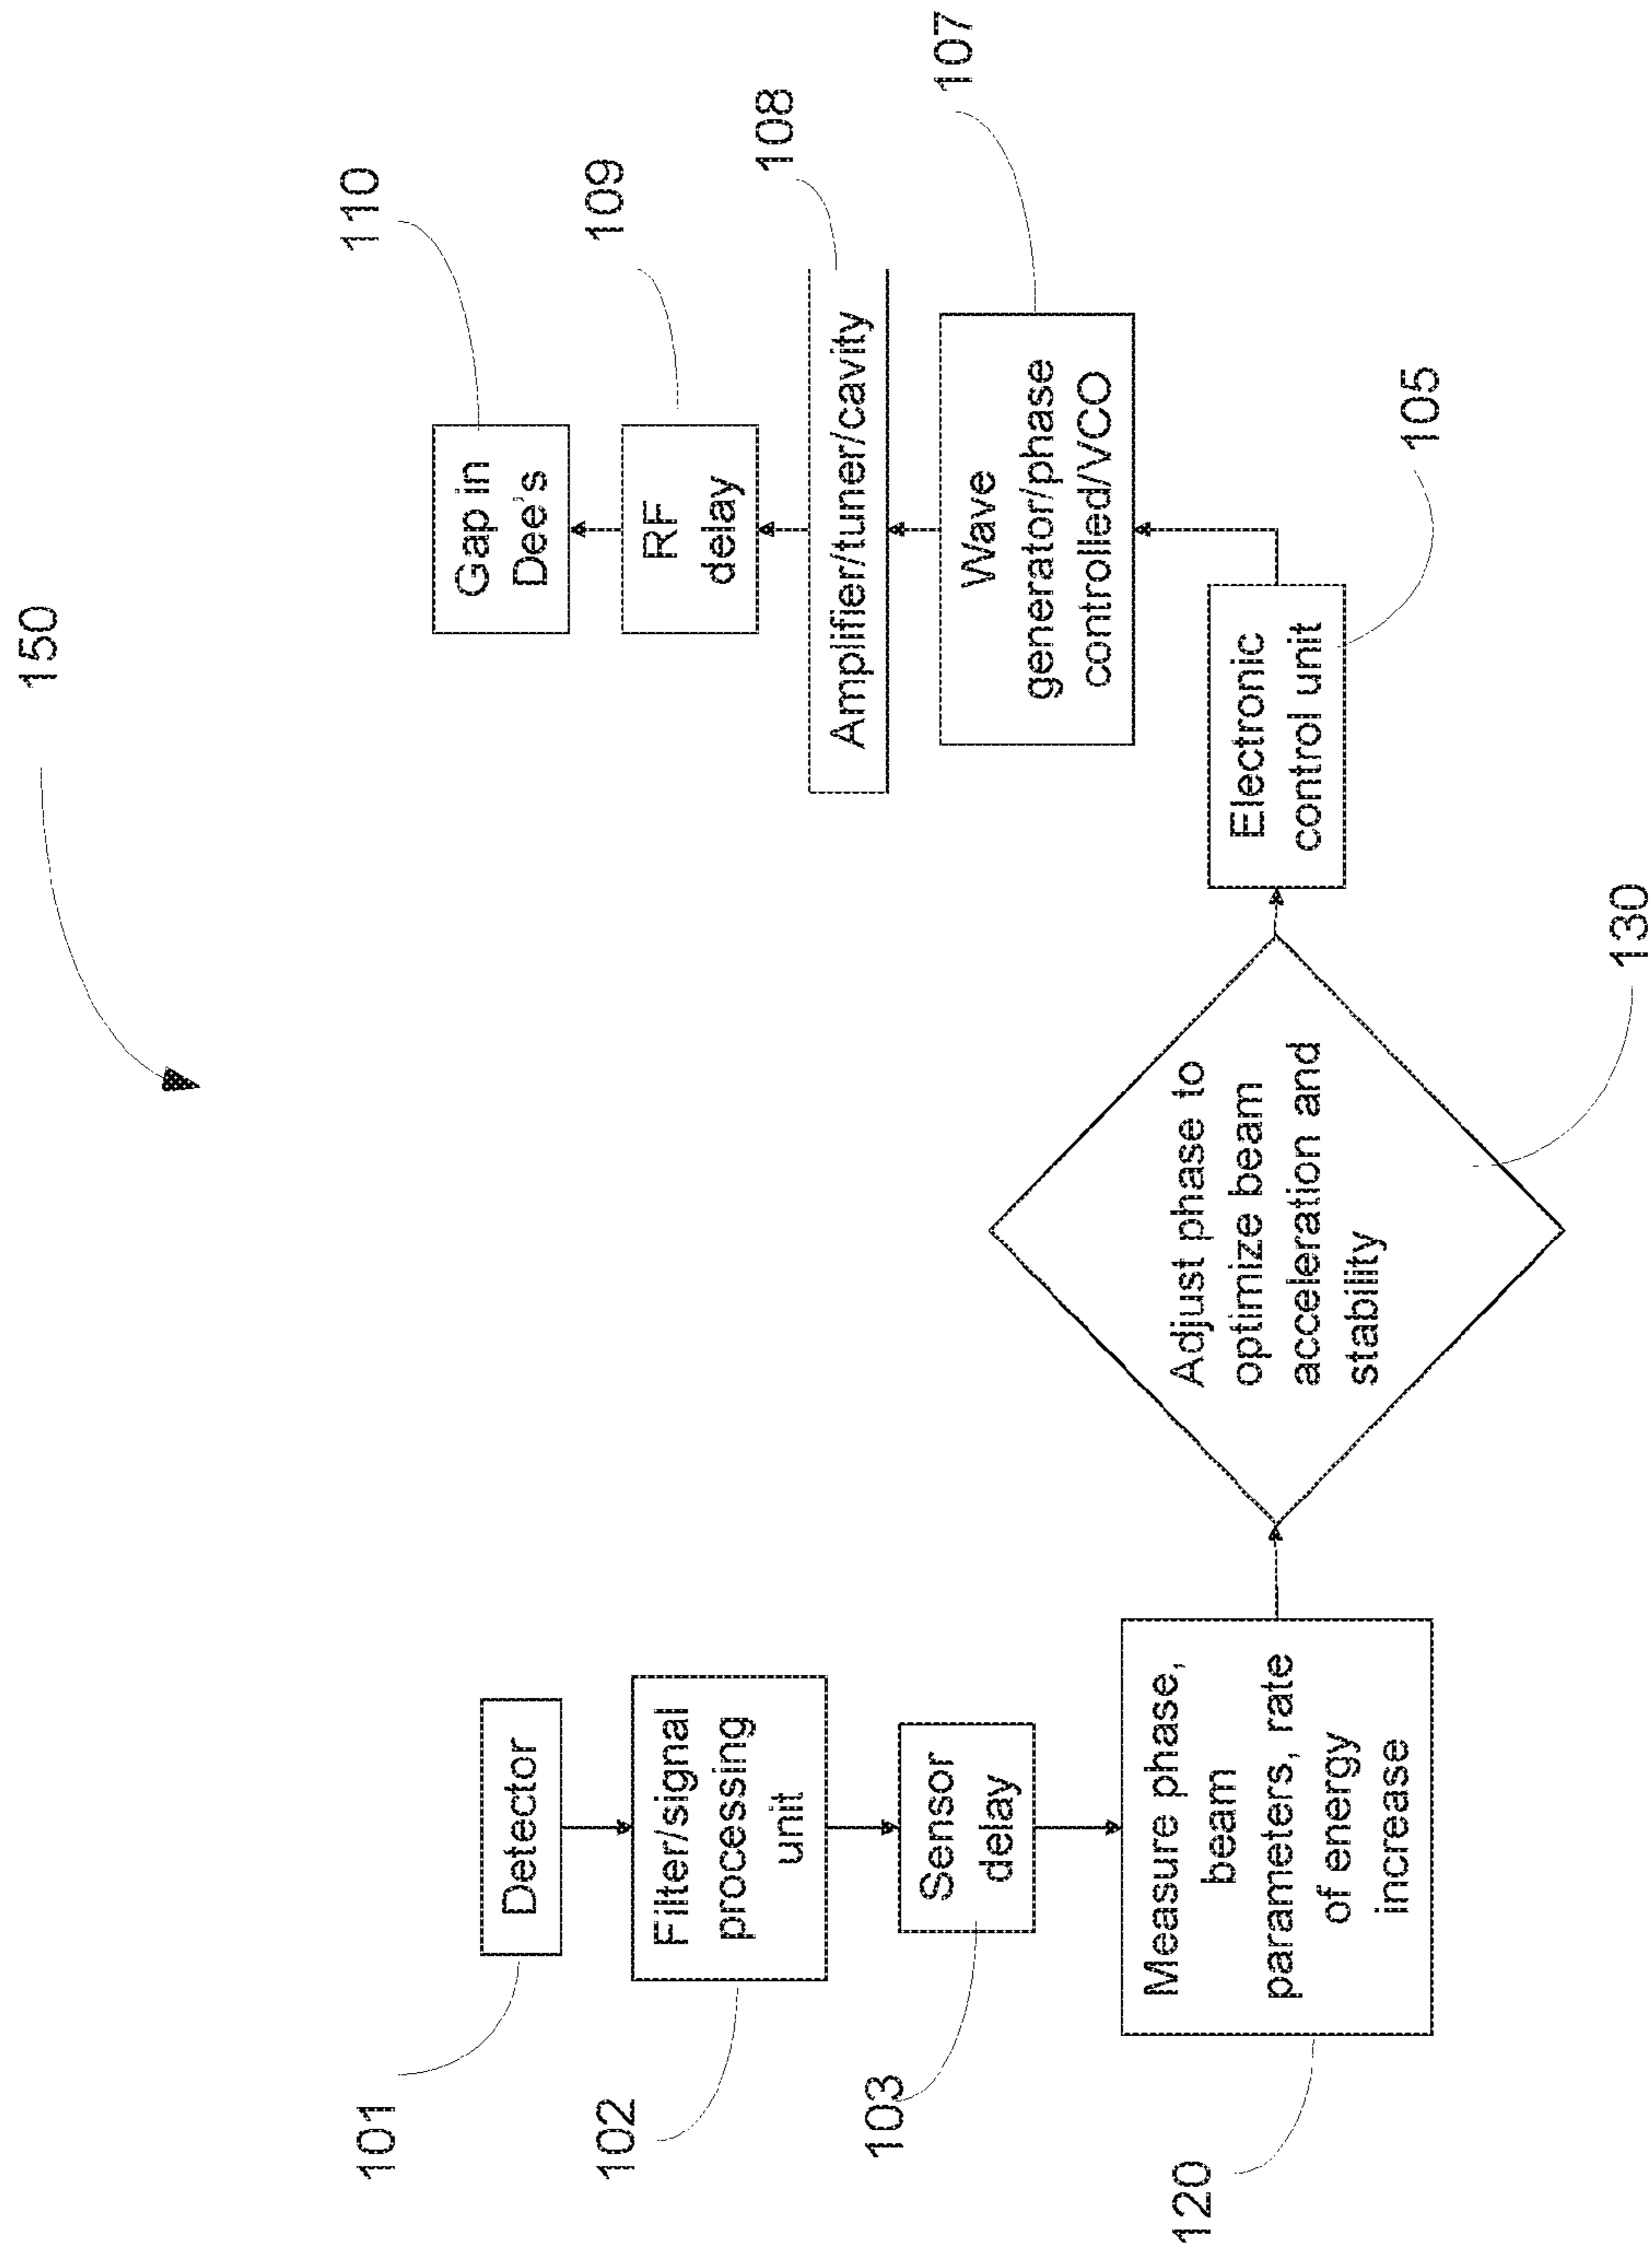 150
101
Detector
102
Filter/signal
processing
unit
103
Sensor
delay
120
Measure phase,
beam
parameters, rate
of energy
increase
Adjust phase to
optimize beam
acceleration and
stability
130
Electronic
control unit
105
Wave
generator/phase
controlled/VCO
107
Amplifier/tuner/cavity
108
RF
delay
109
Gap in
Dee's
110